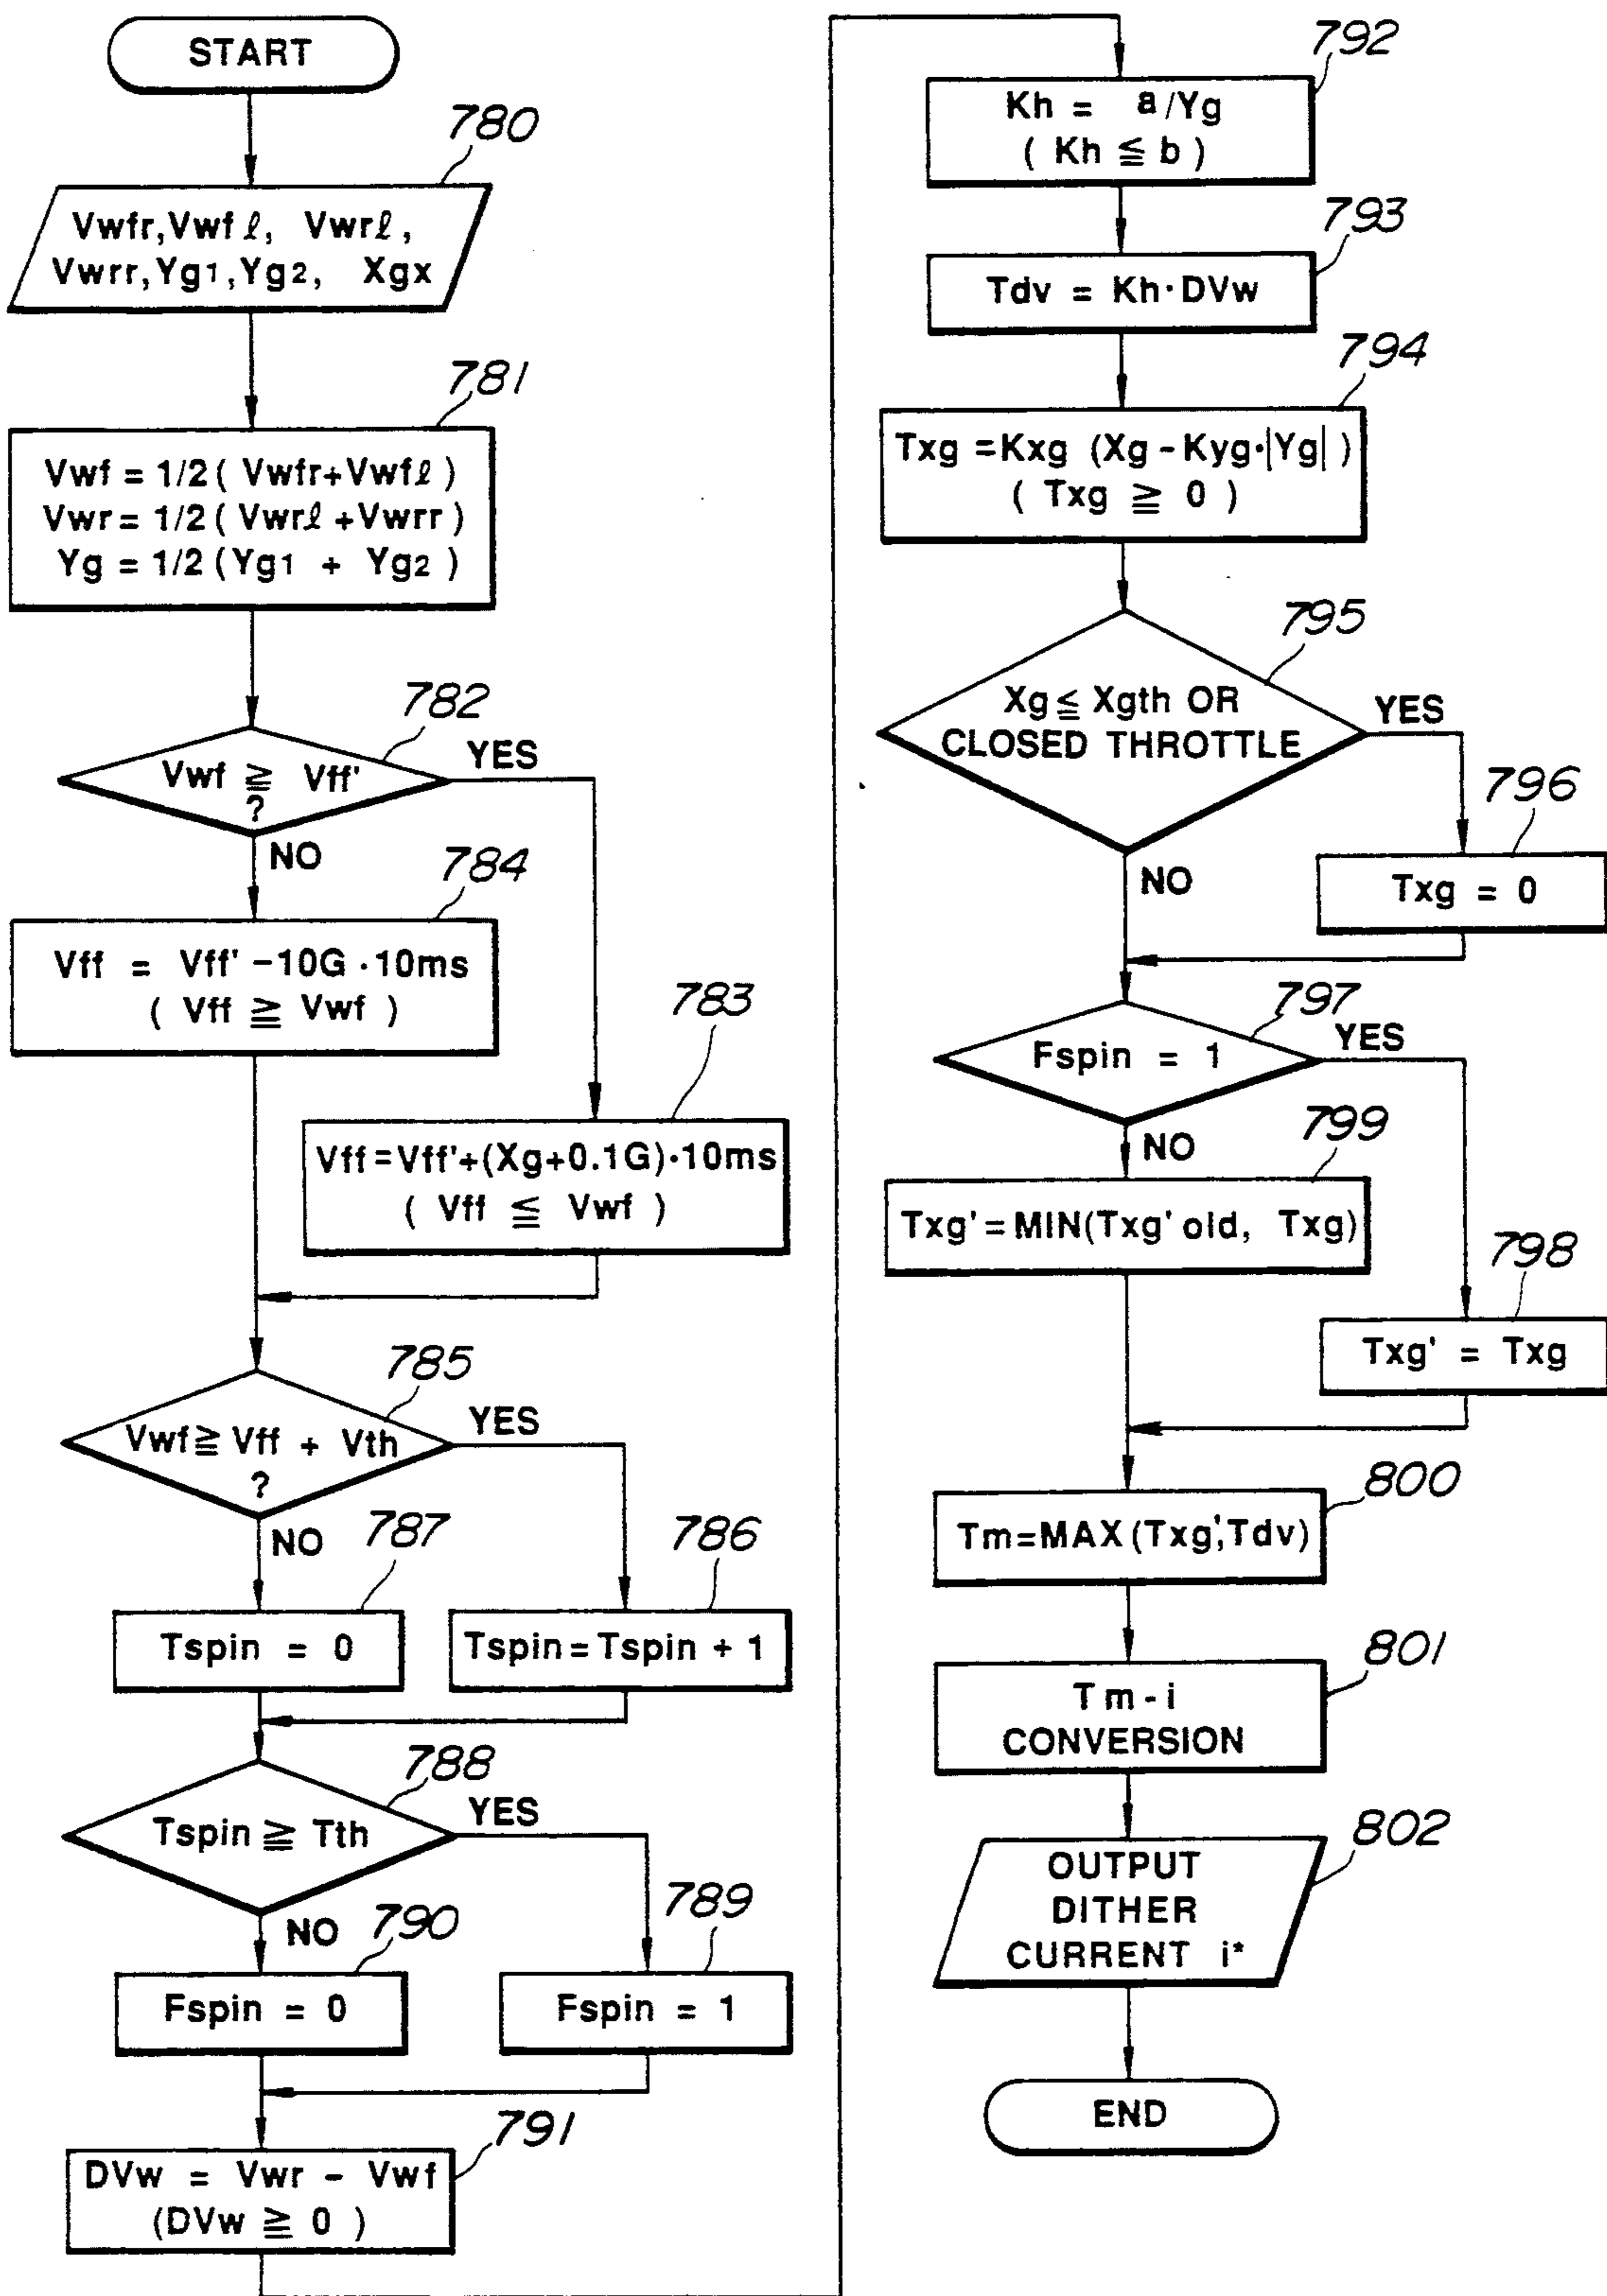 START
780
Vwfr,Vwfℓ, Vwrℓ,
Vwrr,Yg1,Yg2, Xgx
781
Vwf = 1/2 ( Vwfr+Vwfℓ )
Vwr = 1/2 ( Vwrℓ +Vwrr )
Yg = 1/2 (Yg1 + Yg2 )
782
Vwf ≧ Vff'
?
YES
NO
784
Vff = Vff' -10G ·10ms
( Vff ≧ Vwf )
783
Vff=Vff'+(Xg+0.1G)·10ms
( Vff ≦ Vwf )
785
Vwf≧ Vff + Vth
?
YES
NO
787
Tspin = 0
786
Tspin=Tspin + 1
788
Tspin ≧ Tth
YES
NO
790
Fspin = 0
789
Fspin = 1
791
DVw = Vwr - Vwf
(DVw ≧ 0 )
792
Kh = a/Yg
( Kh ≦ b )
793
Tdv = Kh·DVw
794
Txg =Kxg (Xg-Kyg·|Yg| )
( Txg ≧ 0 )
795
Xg ≦ Xgth OR
CLOSED THROTTLE
YES
NO
796
Txg = 0
797
Fspin = 1
YES
NO
799
Txg'=MIN(Txg'old, Txg)
798
Txg' = Txg
800
Tm=MAX(Txg',Tdv)
801
Tm-i
CONVERSION
802
OUTPUT
DITHER
CURRENT i*
END